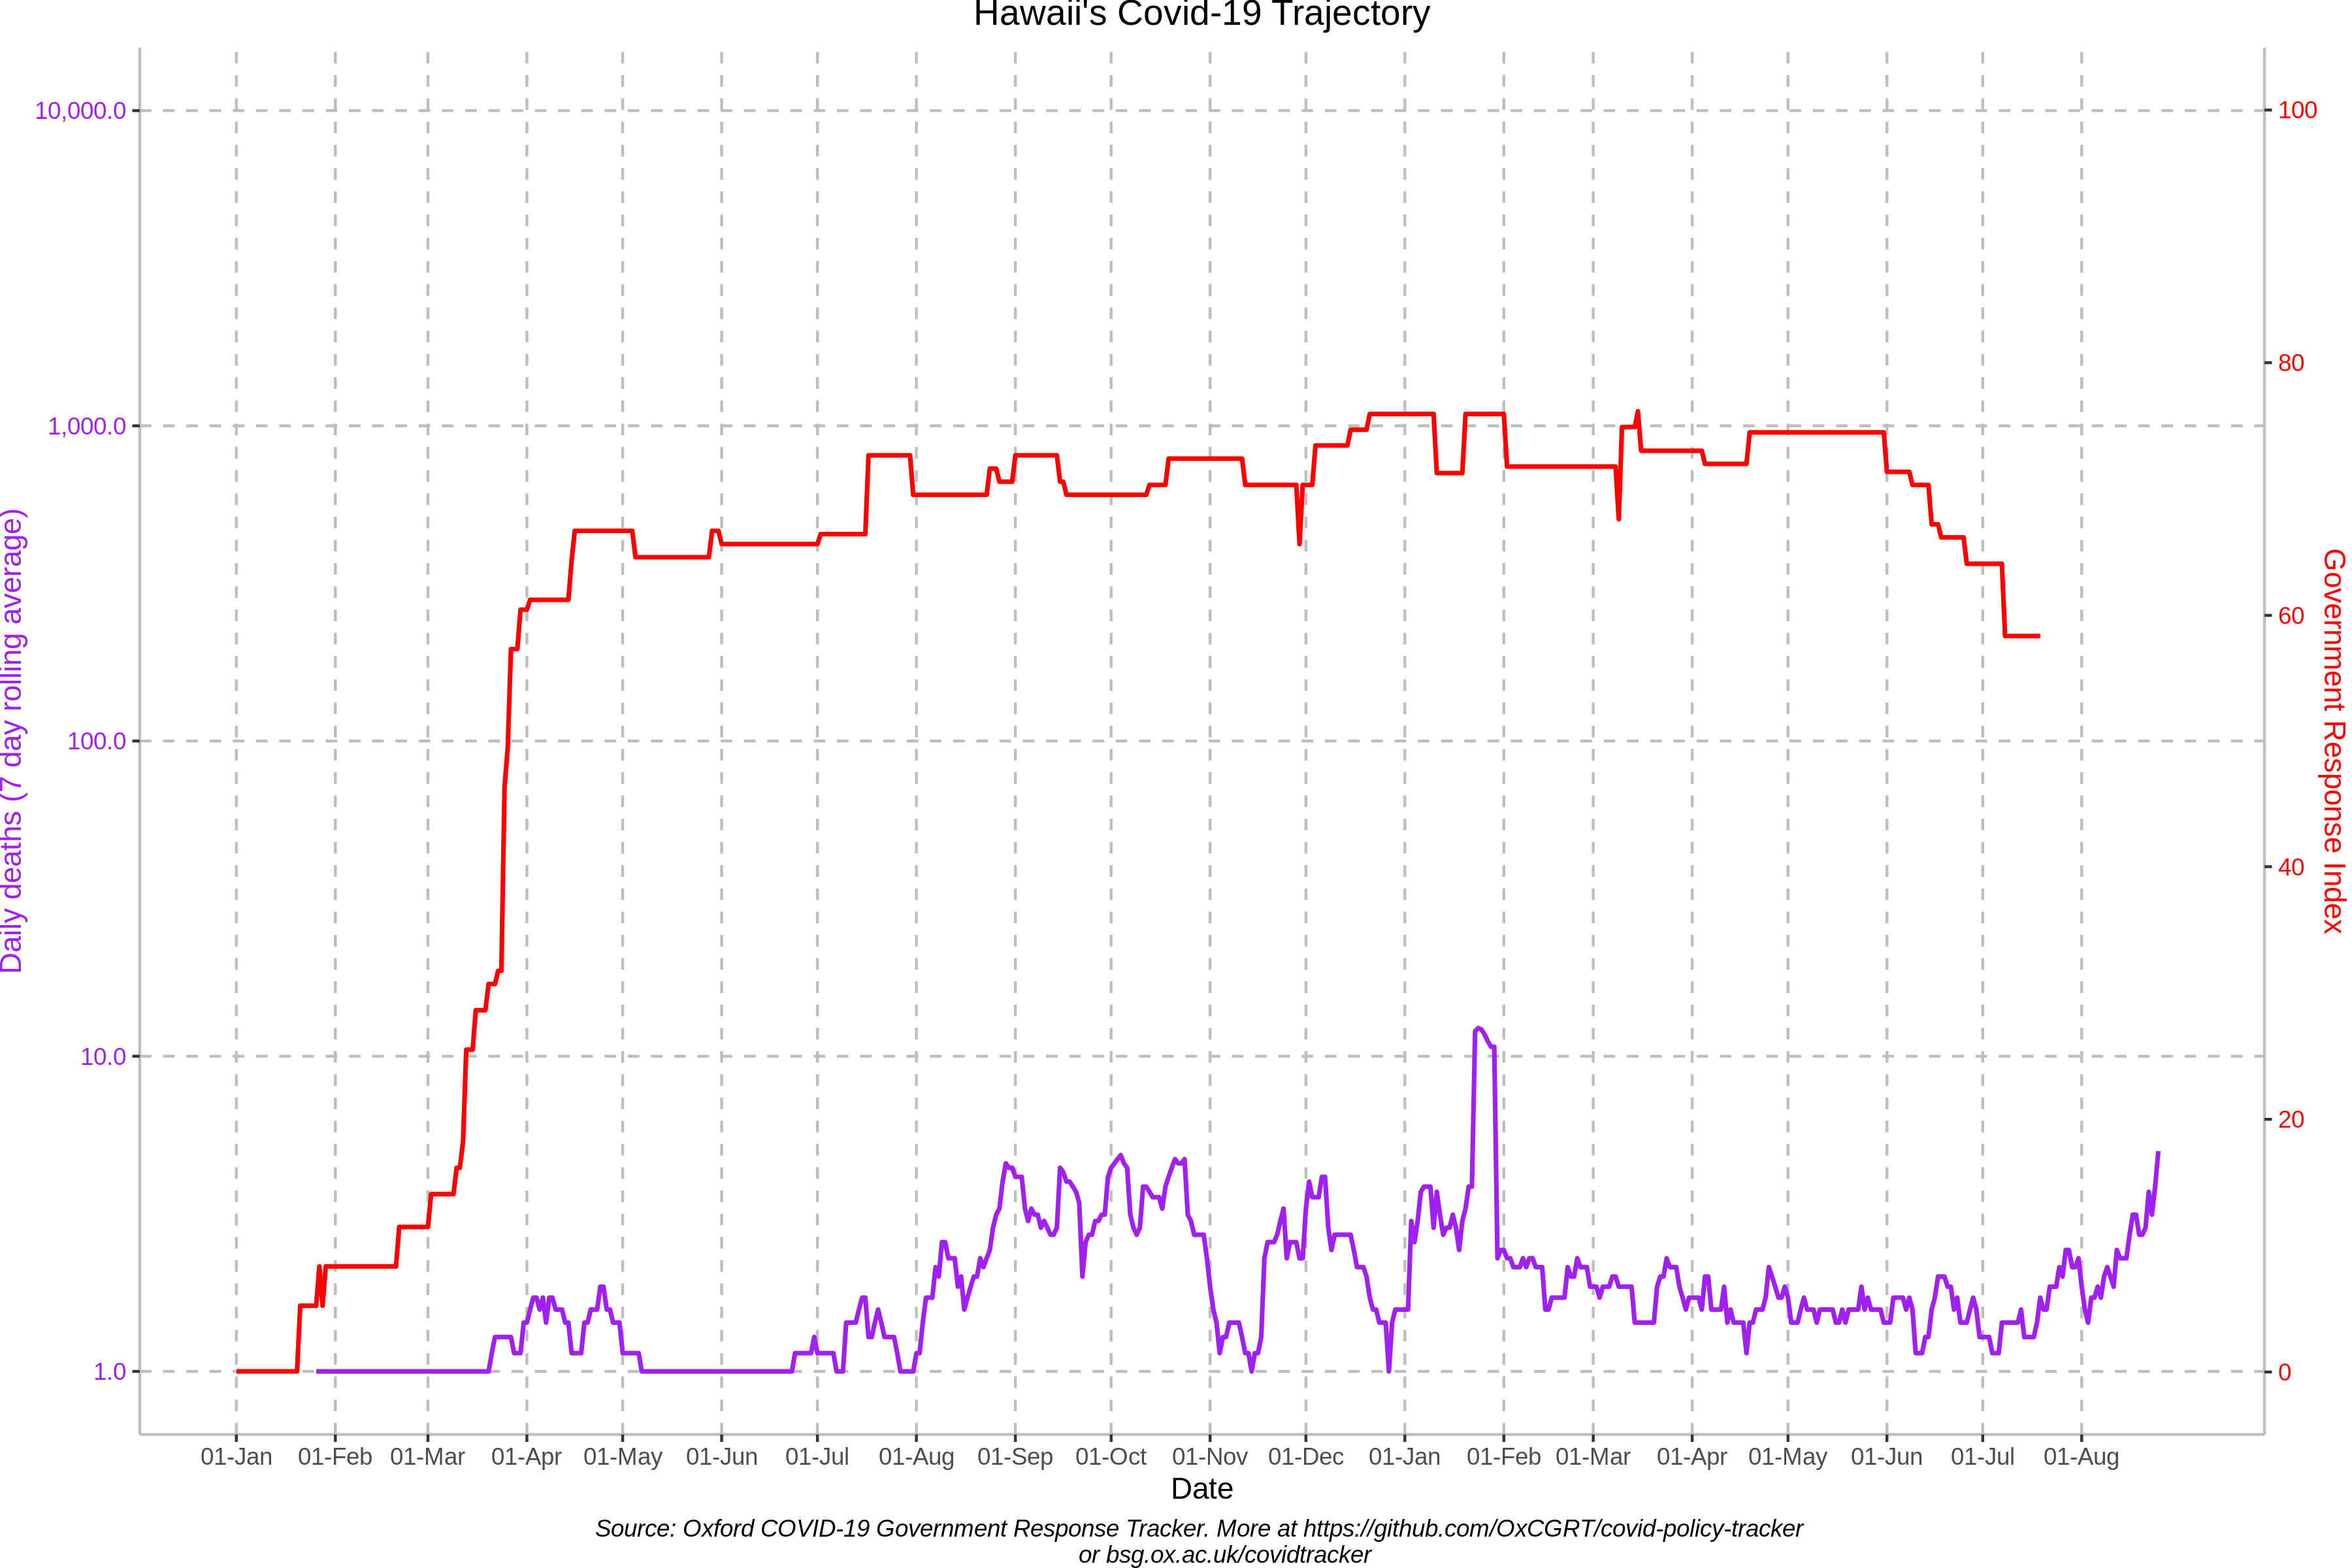 Hawaii's Covid-19 Trajectory
10,000.0
1,000.0
100.0
10.0
1.0
Daily deaths (7 day rolling average)
100
80
60
40
20
0
Government Response Index
01-Jan 01-Feb 01-Mar 01-Apr 01-May 01-Jun 01-Jul 01-Aug 01-Sep 01-Oct 01-Nov 01-Dec 01-Jan 01-Feb 01-Mar 01-Apr 01-May 01-Jun 01-Jul 01-Aug
Date
Source: Oxford COVID-19 Government Response Tracker. More at https://github.com/OxCGRT/covid-policy-tracker
or bsg.ox.ac.uk/covidtracker